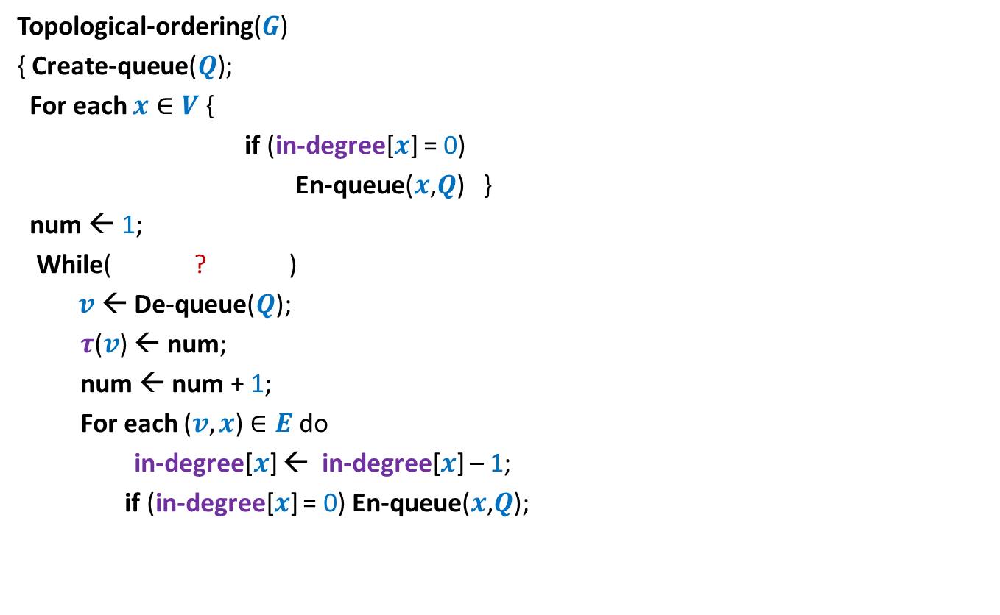 Topological-ordering(𝑮)
{ Create-queue(𝑸);
For each 𝒙 ∈ 𝑽 {
if (in-degree[𝒙] = 0)
En-queue(𝒙,𝑸) }
num ← 1;
While( ? )
𝒗 ← De-queue(𝑸);
𝝉(𝒗) ← num;
num ← num + 1;
For each (𝒗,𝒙) ∈ 𝑬 do
in-degree[𝒙] ← in-degree[𝒙] – 1;
if (in-degree[𝒙] = 0) En-queue(𝒙,𝑸);